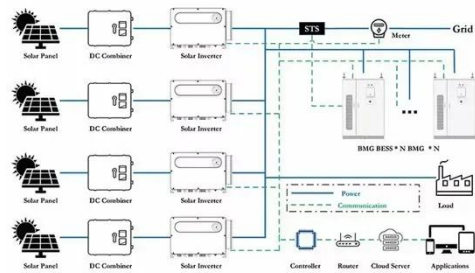 STS
Grid
Meter
Solar Panel DC Combiner Solar Inverter
BMG BESS * N BMG * N
Solar Panel DC Combiner Solar Inverter
Solar Panel DC Combiner Solar Inverter
Power
Communication
Load
Solar Panel DC Combiner Solar Inverter
Controller Router Cloud Server Applications